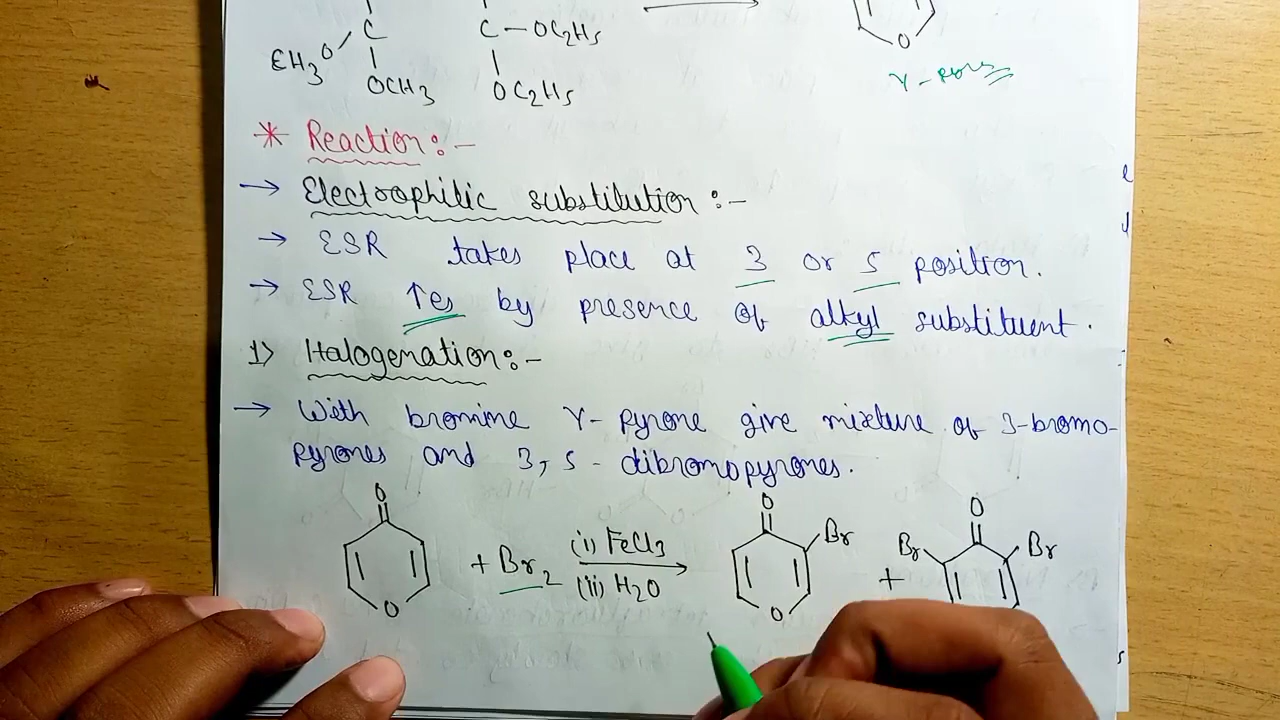 C C — OC₂H₅
CH₃O O
OCH₃ OC₂H₅ γ - pyrone
* Reaction :-
→ Electrophilic substitution :-
→ ESR takes place at 3 or 5 position.
→ ESR ↑es by presence of alkyl substituent.
1> Halogenation :-
→ With bromine γ- pyrone give mixture of 3-bromo-
pyrones and 3,5 - dibromopyrones.
O O O
+ Br₂ (i) FeCl₃ Br + Br Br
(ii) H₂O
O O